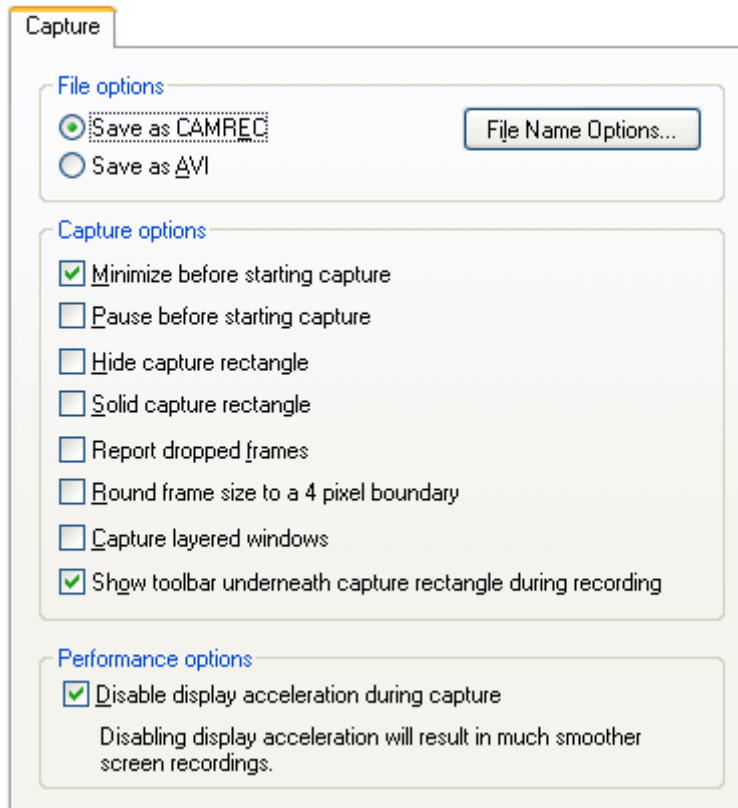 Capture
File options
Save as CAMREC
File Name Options...
Save as AVI
Capture options
Minimize before starting capture
Pause before starting capture
Hide capture rectangle
Solid capture rectangle
Report dropped frames
Round frame size to a 4 pixel boundary
Capture layered windows
Show toolbar underneath capture rectangle during recording
Performance options
Disable display acceleration during capture
Disabling display acceleration will result in much smoother
screen recordings.